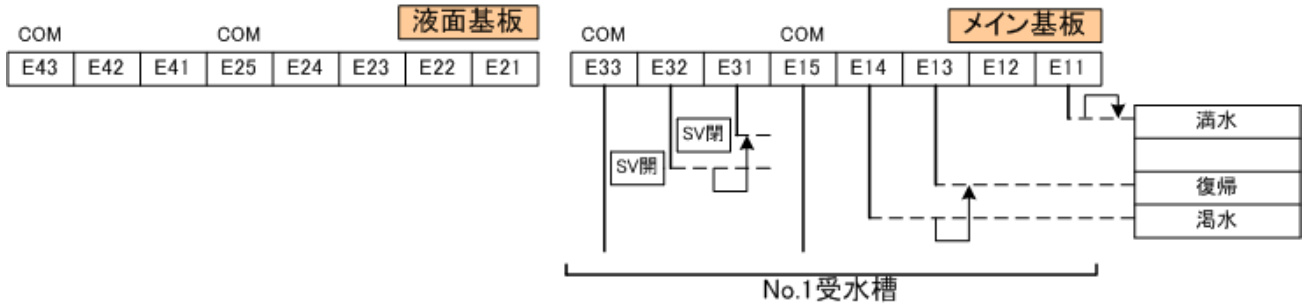 液面基板
メイン基板
COM COM COM COM
E43 E42 E41 E25 E24 E23 E22 E21 E33 E32 E31 E15 E14 E13 E12 E11
満水
SV閉
SV開
復帰
渇水
No.1受水槽